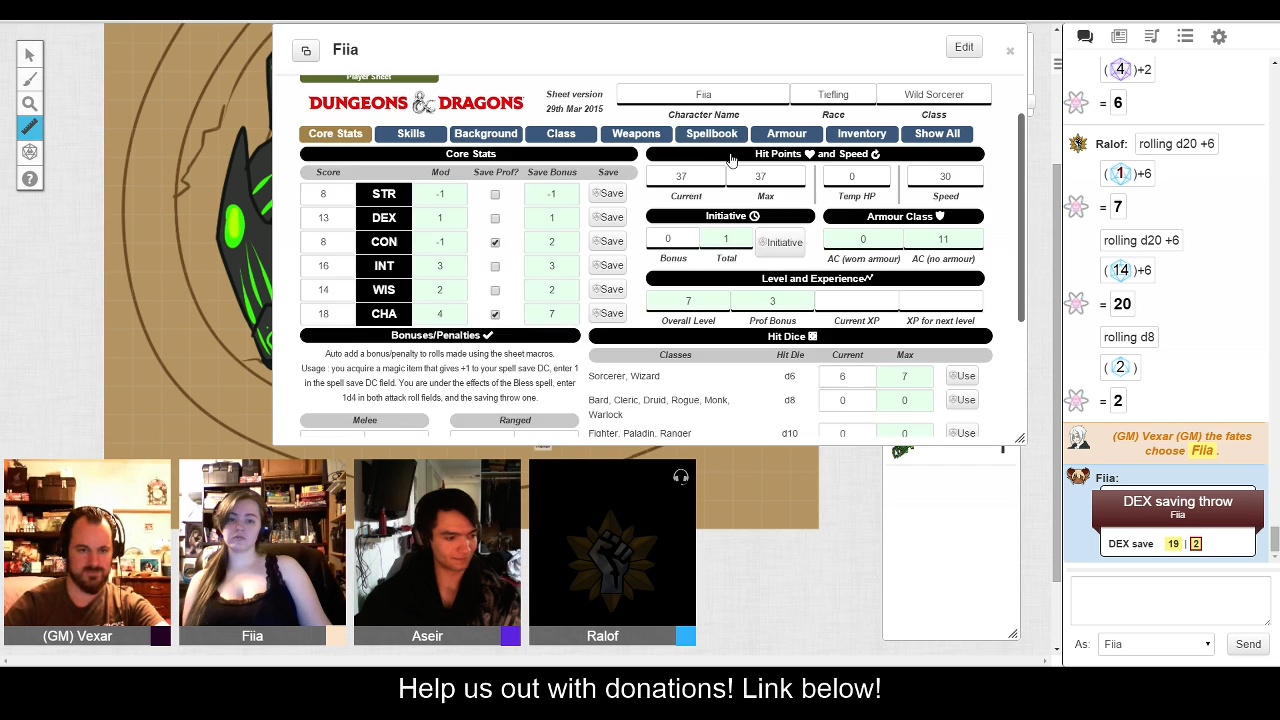 Fiia
Edit
Player Sheet
DUNGEONS & DRAGONS
Sheet version
29th Mar 2015
Fiia Tiefling Wild Sorcerer
Character Name Race Class
Core Stats Skills Background Class Weapons Spellbook Armour Inventory Show All
Core Stats
Score Mod Save Prof? Save Bonus Save
8 STR -1 -1 Save
13 DEX 1 1 Save
8 CON -1 2 Save
16 INT 3 3 Save
14 WIS 2 2 Save
18 CHA 4 7 Save
Hit Points and Speed
37 37 0 30
Current Max Temp HP Speed
Initiative
0 1 Initiative
Bonus Total
Armour Class
0 11
AC (worn armour) AC (no armour)
Level and Experience
7 3
Overall Level Prof Bonus Current XP XP for next level
Bonuses/Penalties
Auto add a bonus/penalty to rolls made using the sheet macros.
Usage : you acquire a magic item that gives +1 to your spell save DC, enter 1
in the spell save DC field. You are under the effects of the Bless spell, enter
1d4 in both attack roll fields, and the saving throw one.
Melee Ranged
Hit Dice
Classes Hit Die Current Max
Sorcerer, Wizard d6 6 7 Use
Bard, Cleric, Druid, Rogue, Monk,
Warlock d8 0 0 Use
Fighter, Paladin, Ranger d10 0 0 Use
(4)+2
= 6
Ralof: rolling d20 +6
(1)+6
= 7
rolling d20 +6
(14)+6
= 20
rolling d8
(2)
= 2
(GM) Vexar (GM) the fates
choose Fiia .
Fiia:
DEX saving throw
Fiia
DEX save 19 | 2
As: Fiia Send
(GM) Vexar
Fiia
Aseir
Ralof
Help us out with donations! Link below!